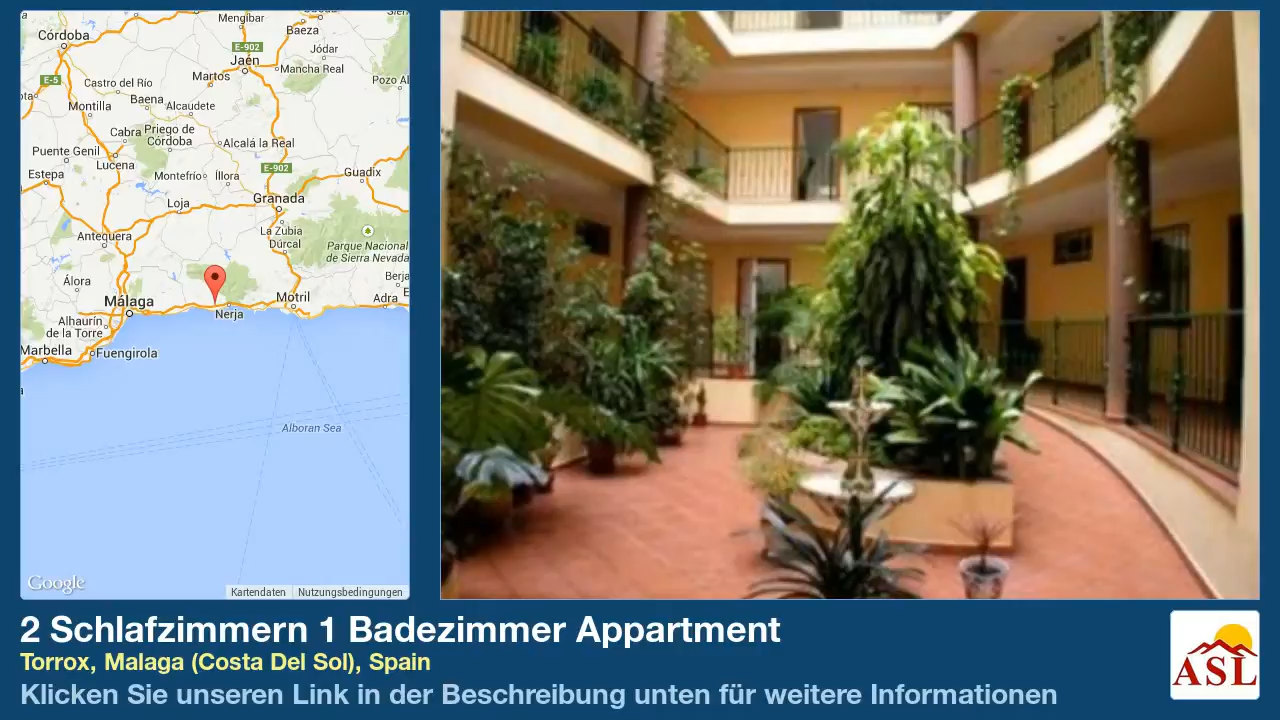 Córdoba
Mengibar
Baeza
E-902
Jódar
Jaén
E-5
Castro del Río
Martos
Mancha Real
Pozo Al
Montilla
Baena
Alcaudete
Cabra
Priego de
Córdoba
Alcalá la Real
Puente Genil
Lucena
E-902
Estepa
Montefrío
Íllora
Guadix
Loja
Granada
Antequera
La Zubia
Dúrcal
Parque Nacional
de Sierra Nevada
Álora
Berja
Málaga
Motril
Adra
Nerja
Alhaurín
de la Torre
Marbella
Fuengirola
Alboran Sea
Google
Kartendaten
Nutzungsbedingungen
2 Schlafzimmern 1 Badezimmer Appartment
Torrox, Malaga (Costa Del Sol), Spain
Klicken Sie unseren Link in der Beschreibung unten für weitere Informationen
ASL